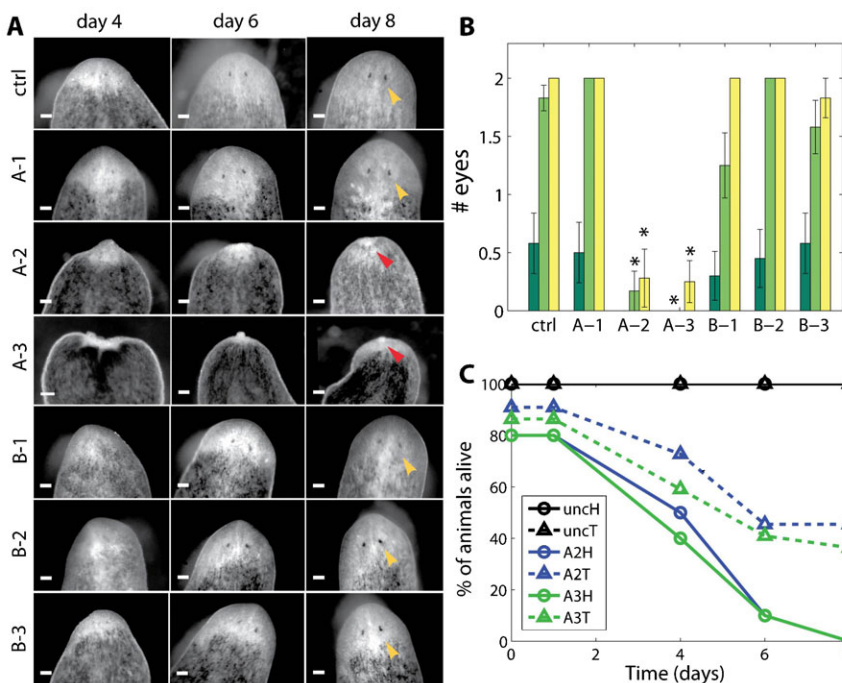 A
day 4 day 6 day 8
ctrl
A-1
A-2
A-3
B-1
B-2
B-3
B
# eyes
2
1.5
1
0.5
0
* * * *
ctrl A−1 A−2 A−3 B−1 B−2 B−3
C
% of animals alive
100
80
60
40
20
0
uncH
uncT
A2H
A2T
A3H
A3T
0 2 4 6
Time (days)